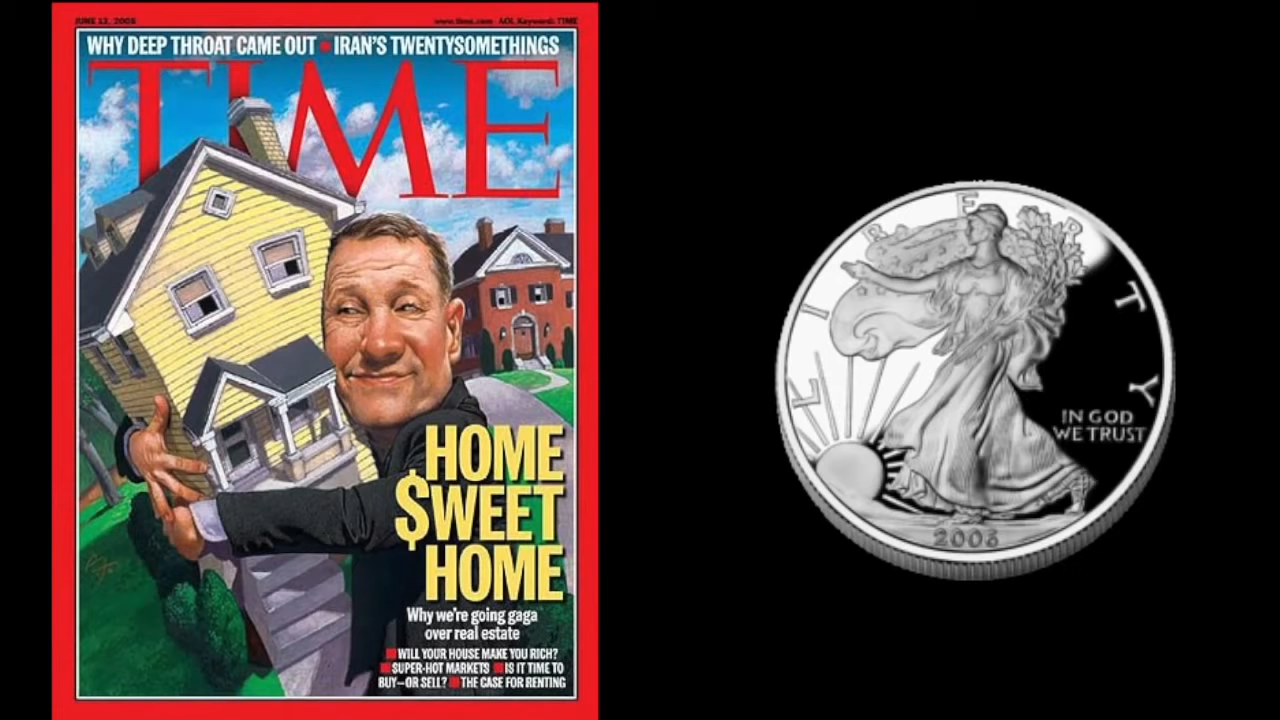 JUNE 13, 2005
www.time.com AOL Keyword: TIME
WHY DEEP THROAT CAME OUT ■ IRAN'S TWENTYSOMETHINGS
TIME
HOME
$WEET
HOME
Why we're going gaga
over real estate
■ WILL YOUR HOUSE MAKE YOU RICH?
■ SUPER-HOT MARKETS ■ IS IT TIME TO
BUY—OR SELL? ■ THE CASE FOR RENTING
LIBERTY
IN GOD
WE TRUST
2006